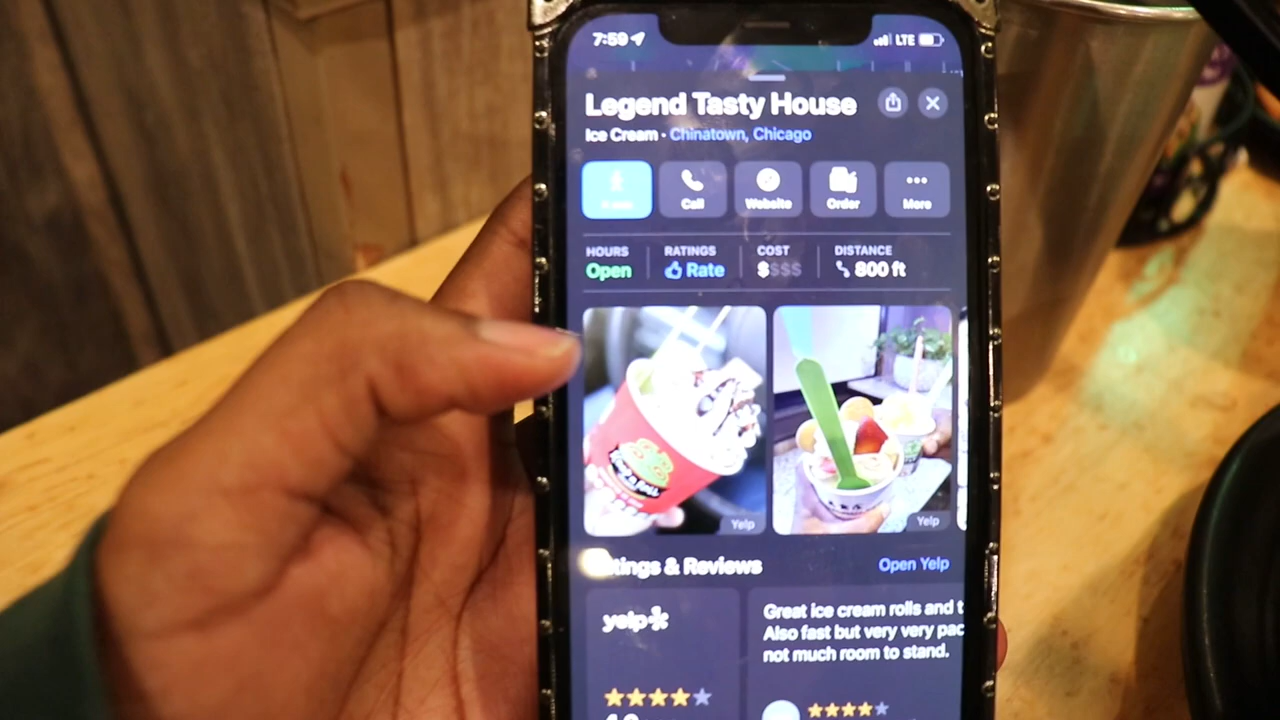 7:59
LTE
Legend Tasty House
Ice Cream · Chinatown, Chicago
Call
Website
Order
More
HOURS
RATINGS
COST
DISTANCE
Open
Rate
$$$$
800 ft
Yelp
Yelp
tings & Reviews
Open Yelp
yelp
Great ice cream rolls and t
Also fast but very very pac
not much room to stand.